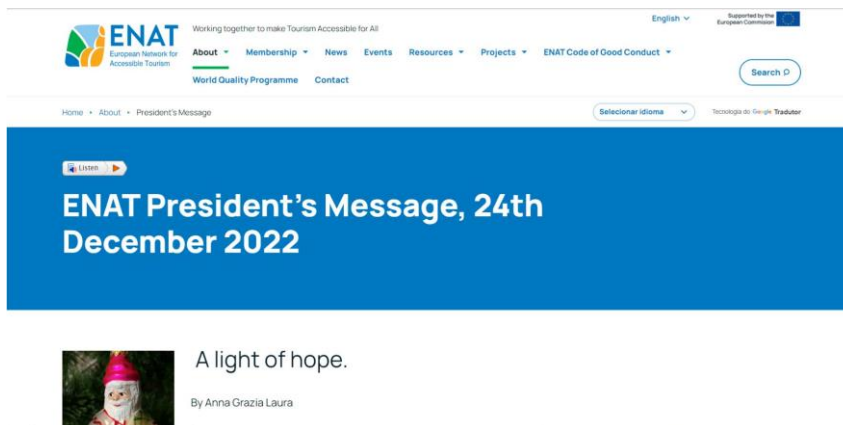 English
Supported by the
European Commission
ENAT
European Network for
Accessible Tourism
Working together to make Tourism Accessible for All
About Membership News Events Resources Projects ENAT Code of Good Conduct
World Quality Programme Contact
Search
Home • About • President's Message
Selecionar idioma
Tecnologia do Google Tradutor
Listen
ENAT President's Message, 24th
December 2022
A light of hope.
By Anna Grazia Laura